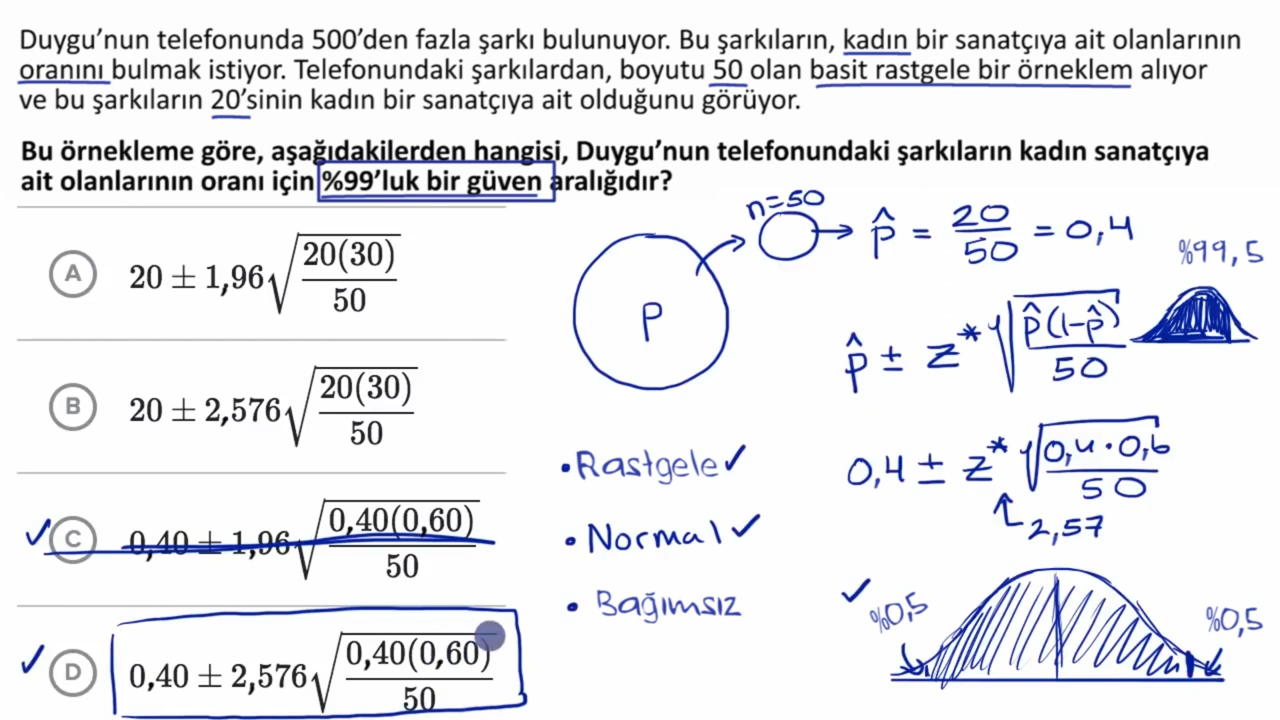 Duygu'nun telefonunda 500'den fazla şarkı bulunuyor. Bu şarkıların, kadın bir sanatçıya ait olanlarının
oranını bulmak istiyor. Telefonundaki şarkılardan, boyutu 50 olan basit rastgele bir örneklem alıyor
ve bu şarkıların 20'sinin kadın bir sanatçıya ait olduğunu görüyor.
Bu örnekleme göre, aşağıdakilerden hangisi, Duygu'nun telefonundaki şarkıların kadın sanatçıya
ait olanlarının oranı için %99'luk bir güven aralığıdır?
A 20 ± 1,96 √(20(30)/50)
B 20 ± 2,576 √(20(30)/50)
C 0,40 ± 1,96 √(0,40(0,60)/50)
D 0,40 ± 2,576 √(0,40(0,60)/50)
P
n=50
p̂ = 20/50 = 0,4
%99,5
p̂ ± z* √(p̂(1-p̂)/50)
0,4 ± z* √(0,4·0,6/50)
2,57
• Rastgele ✓
• Normal ✓
• Bağımsız ✓
%0,5
%0,5